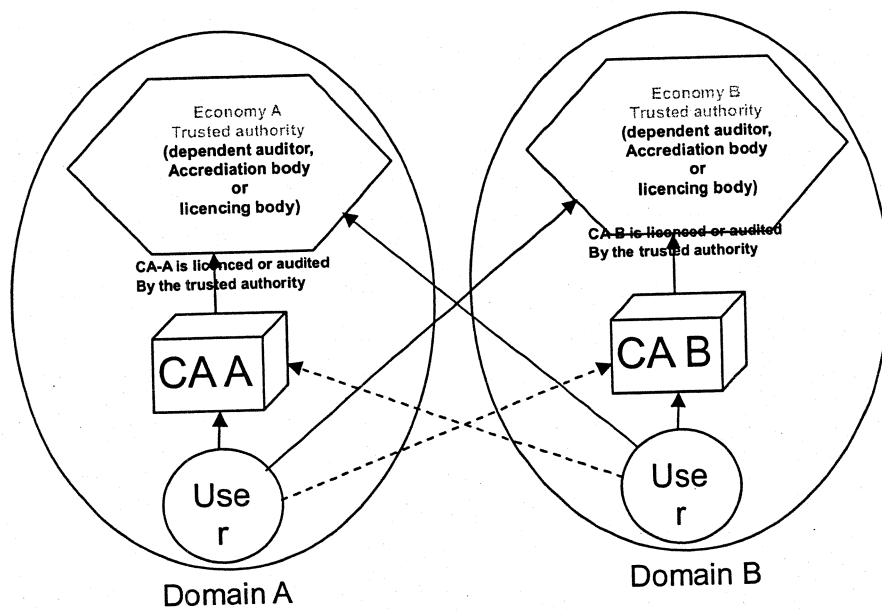 Economy A
Trusted authority
(dependent auditor,
Accrediation body
or
licencing body)
CA-A is licenced or audited
By the trusted authority
CA A
Use
r
Domain A
Economy B
Trusted authority
(dependent auditor,
Accrediation body
or
licencing body)
CA B is licenced or audited
By the trusted authority
CA B
Use
r
Domain B